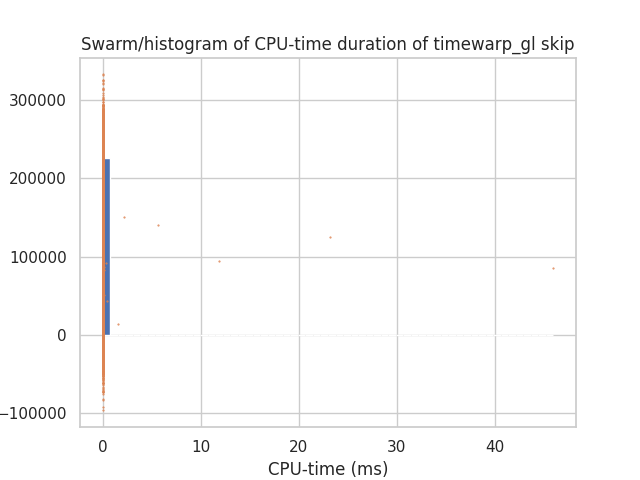 Swarm/histogram of CPU-time duration of timewarp_gl skip
300000
200000
100000
0
−100000
0 10 20 30 40
CPU-time (ms)